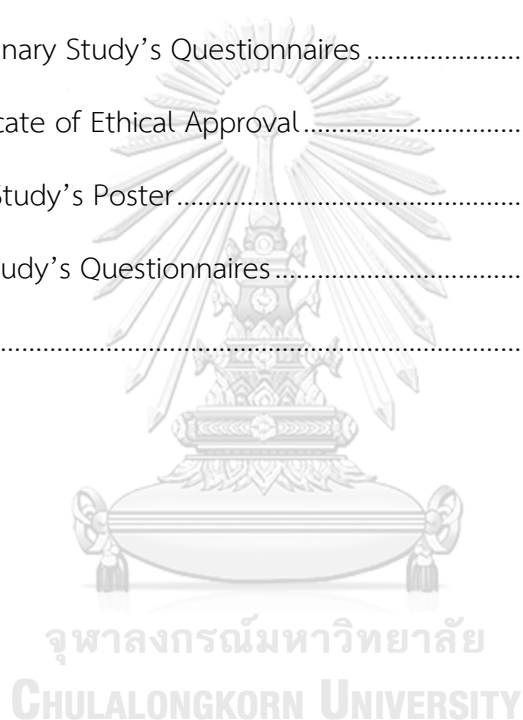 nary Study’s Questionnaires ......................
cate of Ethical Approval................................
Study’s Poster..................................................
udy’s Questionnaires...................................
...........................................................................
จุฬาลงกรณ์มหาวิทยาลัย
CHULALONGKORN UNIVERSITY